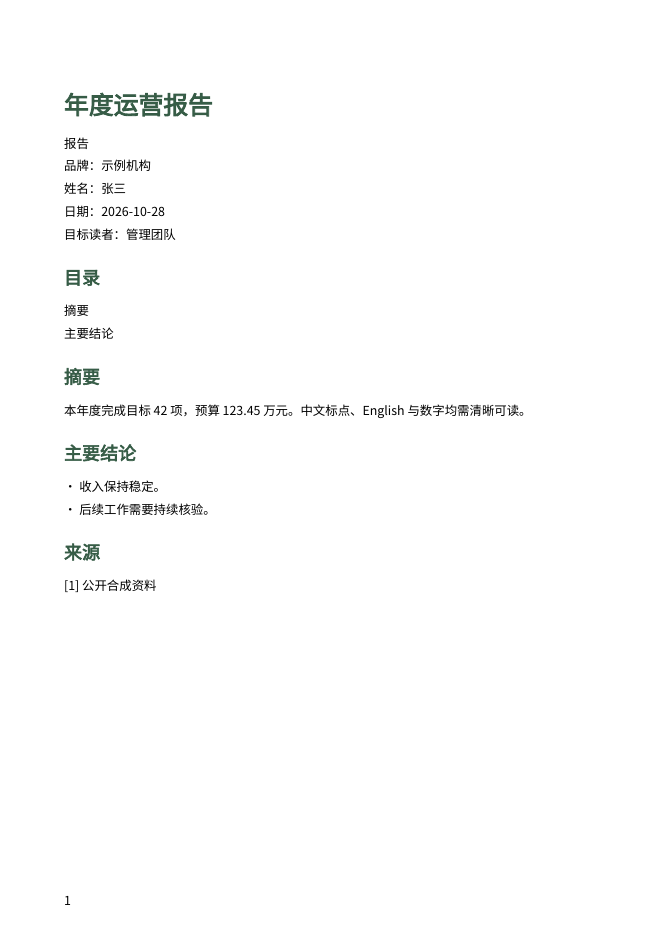 年度运营报告
报告
品牌：示例机构
姓名：张三
日期：2026-10-28
目标读者：管理团队
目录
摘要
主要结论
摘要
本年度完成目标 42 项，预算 123.45 万元。中文标点、English 与数字均需清晰可读。
主要结论
• 收入保持稳定。
• 后续工作需要持续核验。
来源
[1] 公开合成资料
1